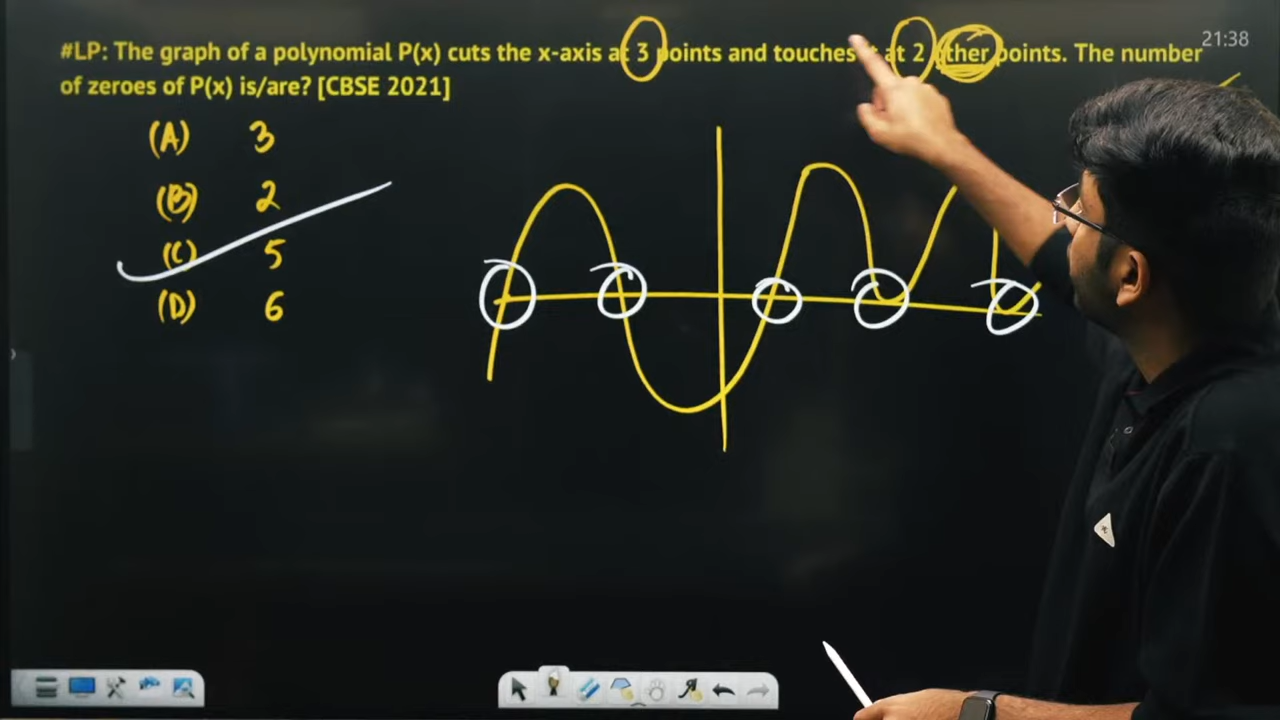 21:38
#LP: The graph of a polynomial P(x) cuts the x-axis at 3 points and touches it at 2 other points. The number
of zeroes of P(x) is/are? [CBSE 2021]
(A) 3
(B) 2
(C) 5
(D) 6